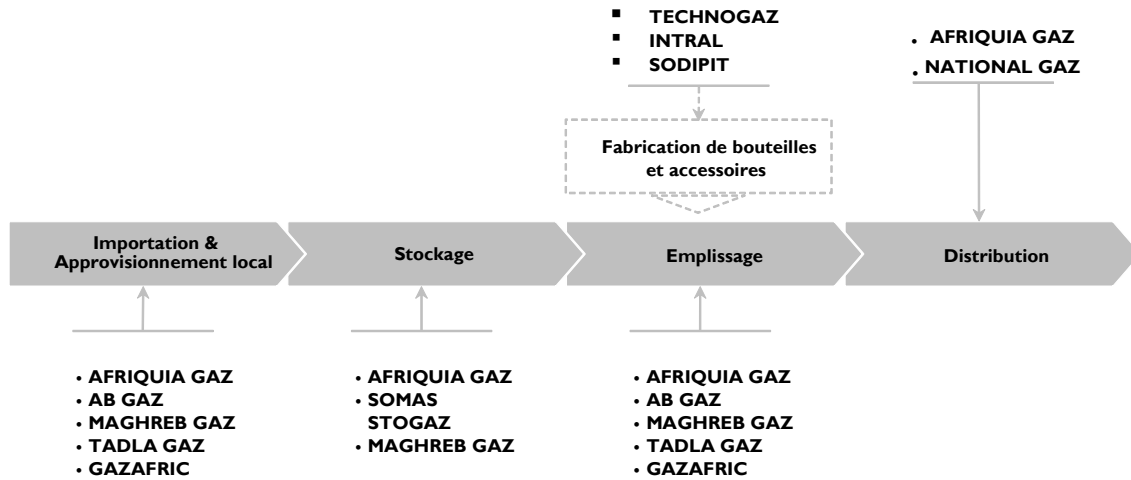 ▪ TECHNOGAZ
▪ INTRAL
▪ SODIPIT
• AFRIQUIA GAZ
• NATIONAL GAZ
Fabrication de bouteilles
et accessoires
Importation &
Approvisionnement local
Stockage
Emplissage
Distribution
• AFRIQUIA GAZ
• AB GAZ
• MAGHREB GAZ
• TADLA GAZ
• GAZAFRIC
• AFRIQUIA GAZ
• SOMAS
STOGAZ
• MAGHREB GAZ
• AFRIQUIA GAZ
• AB GAZ
• MAGHREB GAZ
• TADLA GAZ
• GAZAFRIC